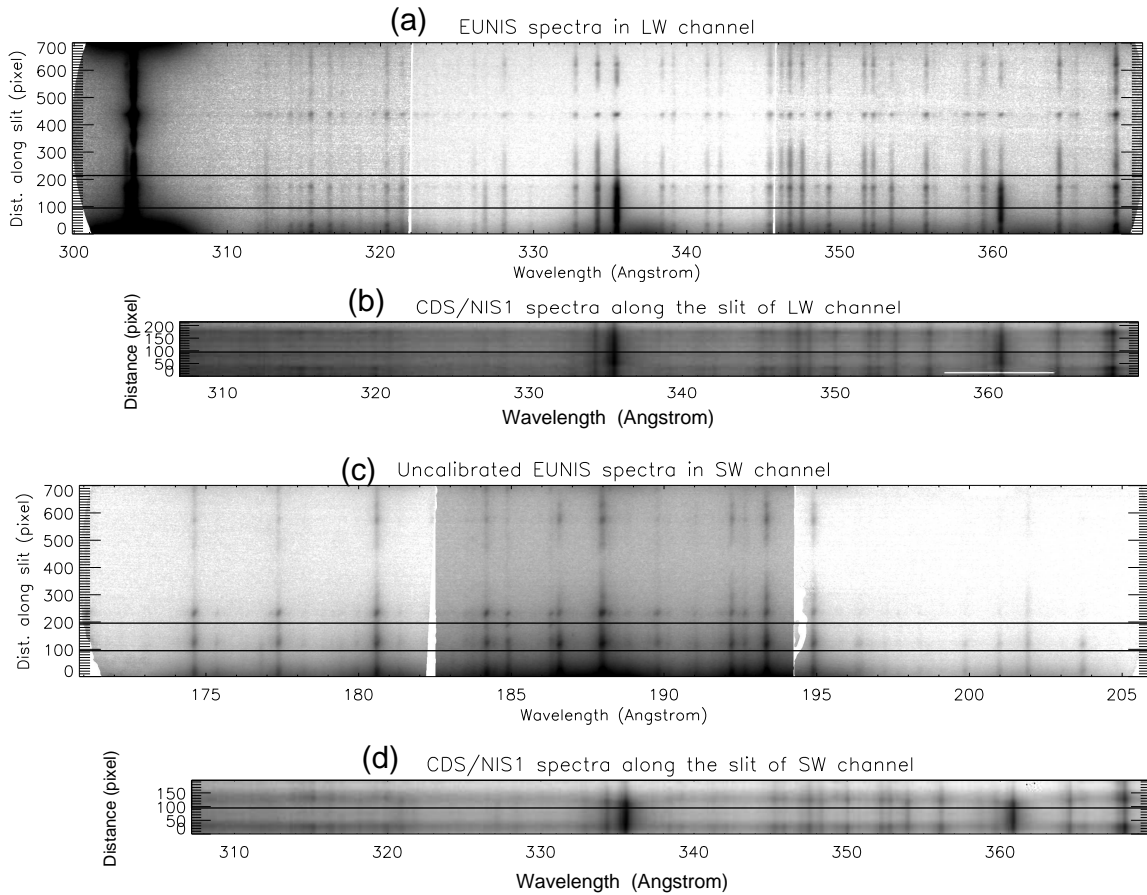 (a)
EUNIS spectra in LW channel
Dist. along slit (pixel)
700
600
500
400
300
200
100
0
300 310 320 330 340 350 360
Wavelength (Angstrom)
(b)
CDS/NIS1 spectra along the slit of LW channel
Distance (pixel)
200
150
100
50
0
310 320 330 340 350 360
Wavelength (Angstrom)
(c)
Uncalibrated EUNIS spectra in SW channel
Dist. along slit (pixel)
700
600
500
400
300
200
100
0
175 180 185 190 195 200 205
Wavelength (Angstrom)
(d)
CDS/NIS1 spectra along the slit of SW channel
Distance (pixel)
150
100
50
0
310 320 330 340 350 360
Wavelength (Angstrom)